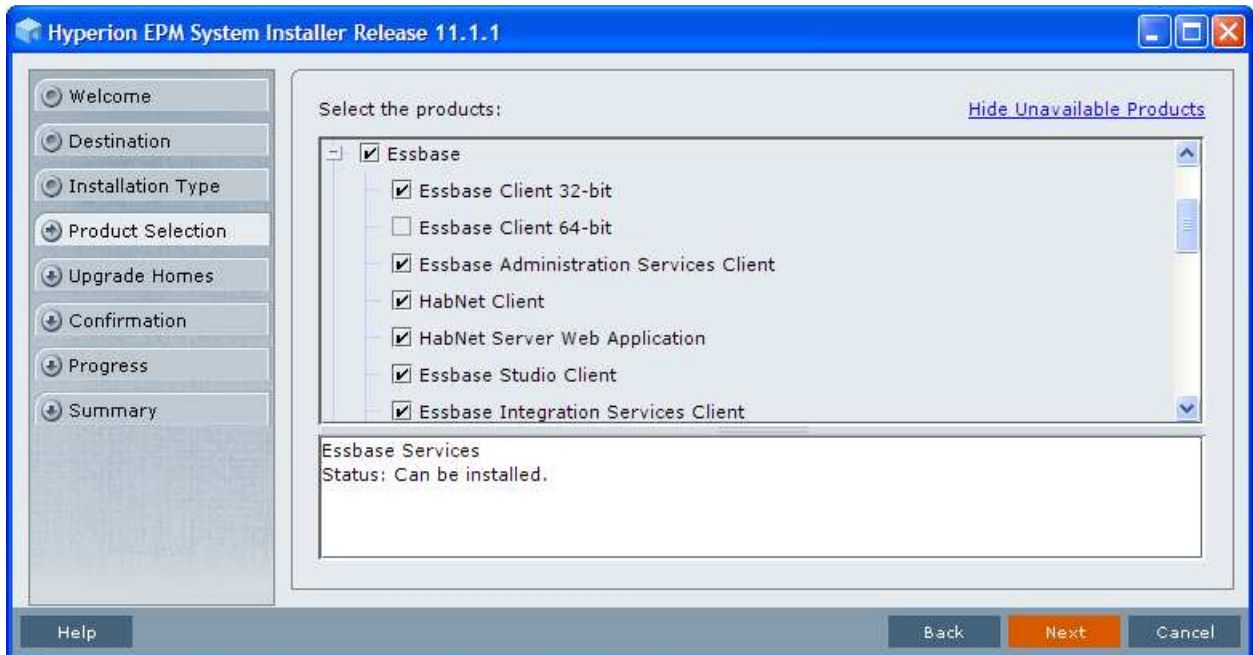 Hyperion EPM System Installer Release 11.1.1
Welcome
Destination
Installation Type
Product Selection
Upgrade Homes
Confirmation
Progress
Summary
Select the products:
Hide Unavailable Products
Essbase
Essbase Client 32-bit
Essbase Client 64-bit
Essbase Administration Services Client
HabNet Client
HabNet Server Web Application
Essbase Studio Client
Essbase Integration Services Client
Essbase Services
Status: Can be installed.
Help
Back
Next
Cancel